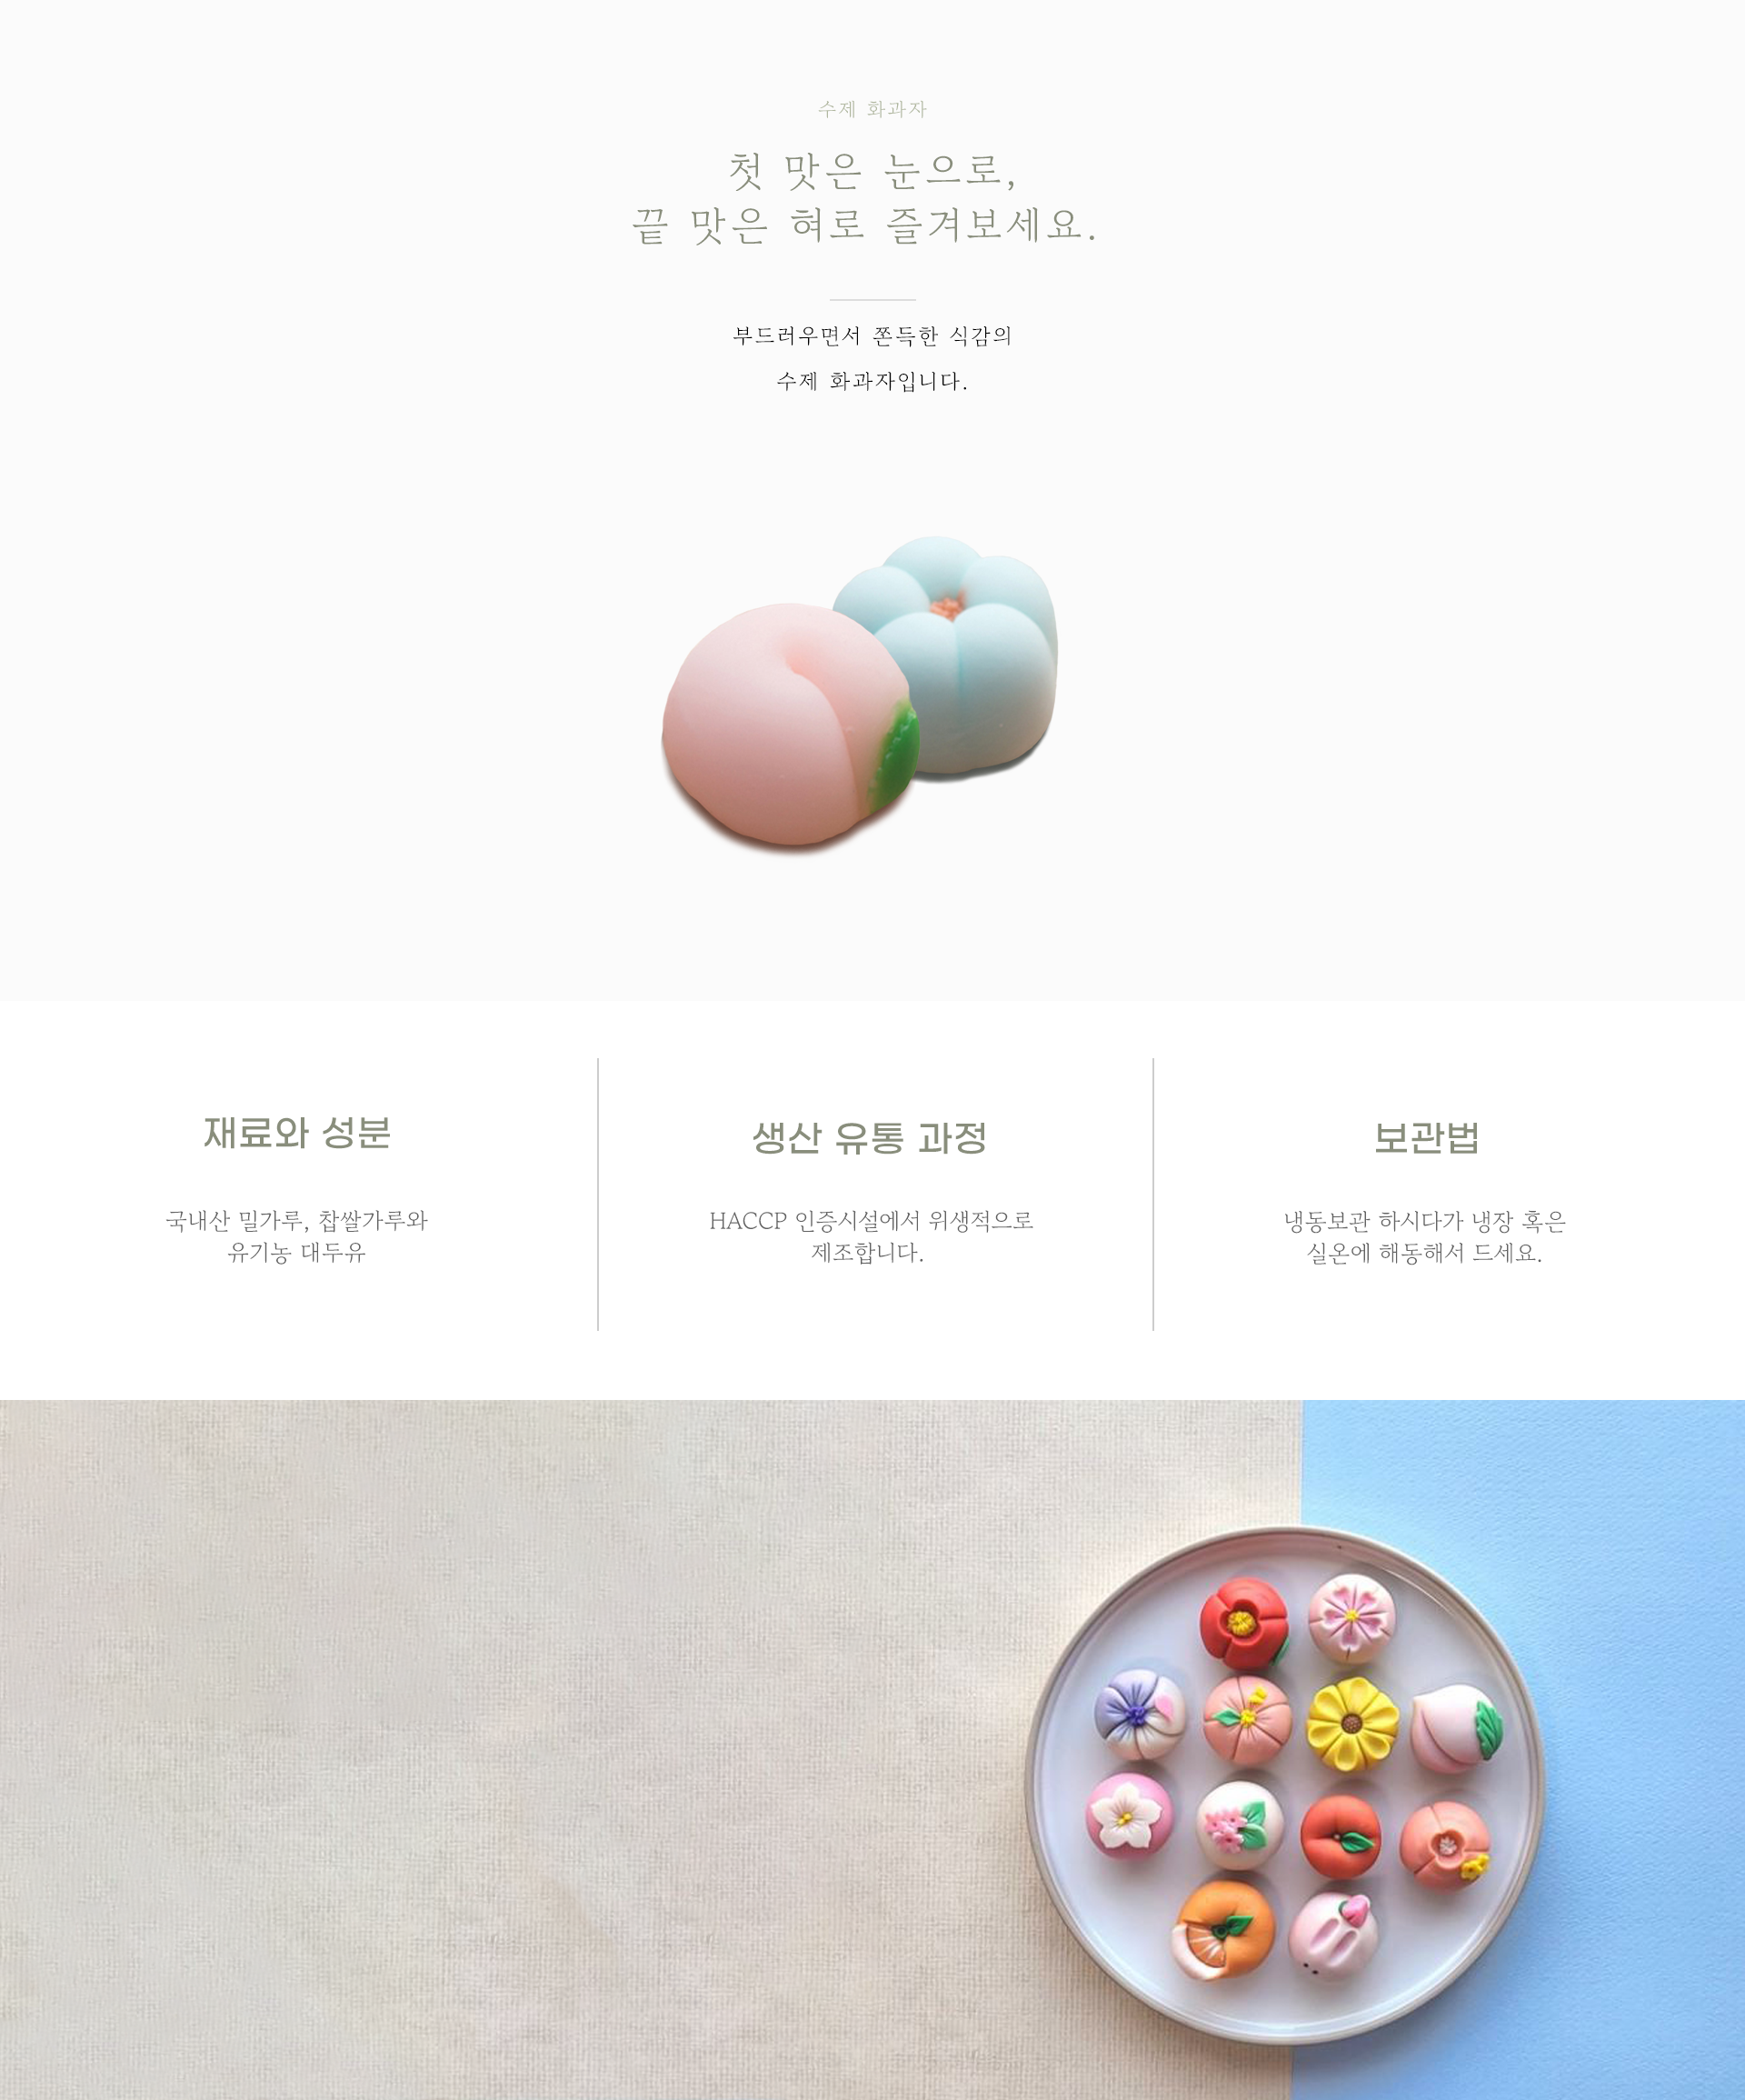 수제 화과자
첫 맛은 눈으로,
끝 맛은 혀로 즐겨보세요.
부드러우면서 쫀득한 식감의
수제 화과자입니다.
재료와 성분
국내산 밀가루, 찹쌀가루와
유기농 대두유
생산 유통 과정
HACCP 인증시설에서 위생적으로
제조합니다.
보관법
냉동보관 하시다가 냉장 혹은
실온에 해동해서 드세요.